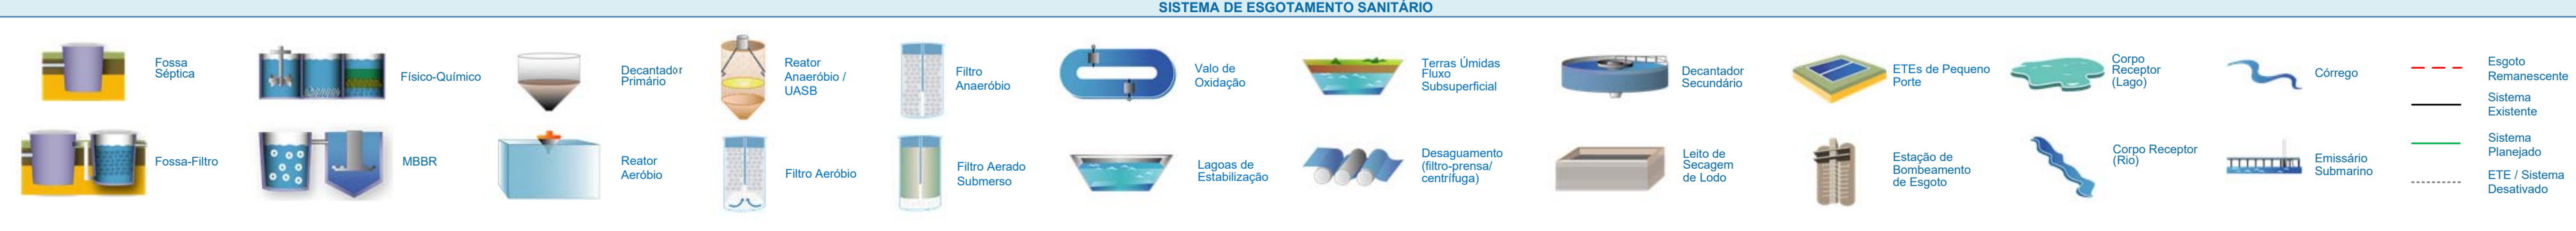 SISTEMA DE ESGOTAMENTO SANITÁRIO
Fossa
Séptica
Físico-Químico
Decantador
Primário
Reator
Anaeróbio /
UASB
Filtro
Anaeróbio
Valo de
Oxidação
Terras Úmidas
Fluxo
Subsuperficial
Decantador
Secundário
ETEs de Pequeno
Porte
Corpo
Receptor
(Lago)
Córrego
Esgoto
Remanescente
Sistema
Existente
Fossa-Filtro
MBBR
Reator
Aeróbio
Filtro Aeróbio
Filtro Aerado
Submerso
Lagoas de
Estabilização
Desaguamento
(filtro-prensa/
centrífuga)
Leito de
Secagem
de Lodo
Estação de
Bombeamento
de Esgoto
Corpo Receptor
(Rio)
Emissário
Submarino
Sistema
Planejado
ETE / Sistema
Desativado